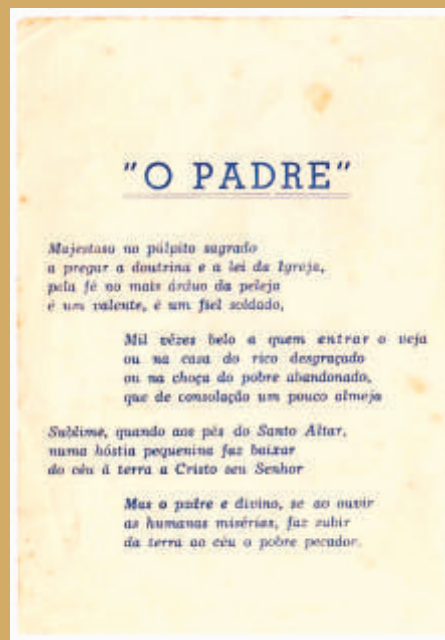 "O PADRE"
Majestoso no púlpito sagrado
a pregar a doutrina e a lei da Igreja,
pela fé no mais árduo da peleja
é um valente, é um fiel soldado,
Mil vêzes belo a quem entrar o veja
ou na casa do rico desgraçado
ou na choça do pobre abandonado,
que de consolação um pouco almeja
Sublime, quando aos pés do Santo Altar,
numa hóstia pequenina faz baixar
do céu à terra a Cristo seu Senhor
Mas o padre e divino, se ao ouvir
as humanas misérias, faz subir
da terra ao céu o pobre pecador.